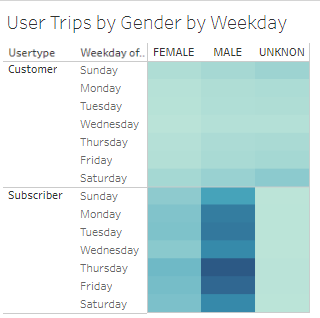 User Trips by Gender by Weekday
Usertype Weekday of.. FEMALE MALE UNKNON
Customer Sunday
Monday
Tuesday
Wednesday
Thursday
Friday
Saturday
Subscriber Sunday
Monday
Tuesday
Wednesday
Thursday
Friday
Saturday